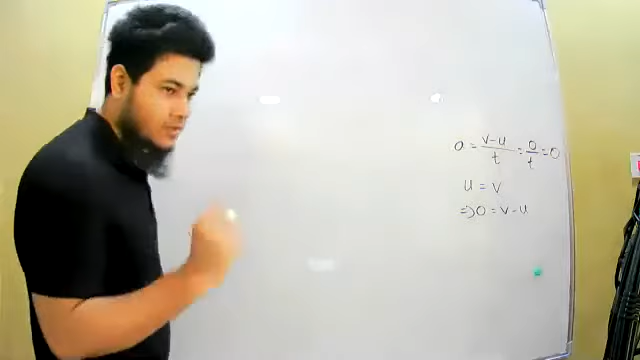 a = v-u/t = 0/t = 0
u = v
=> 0 = v - u